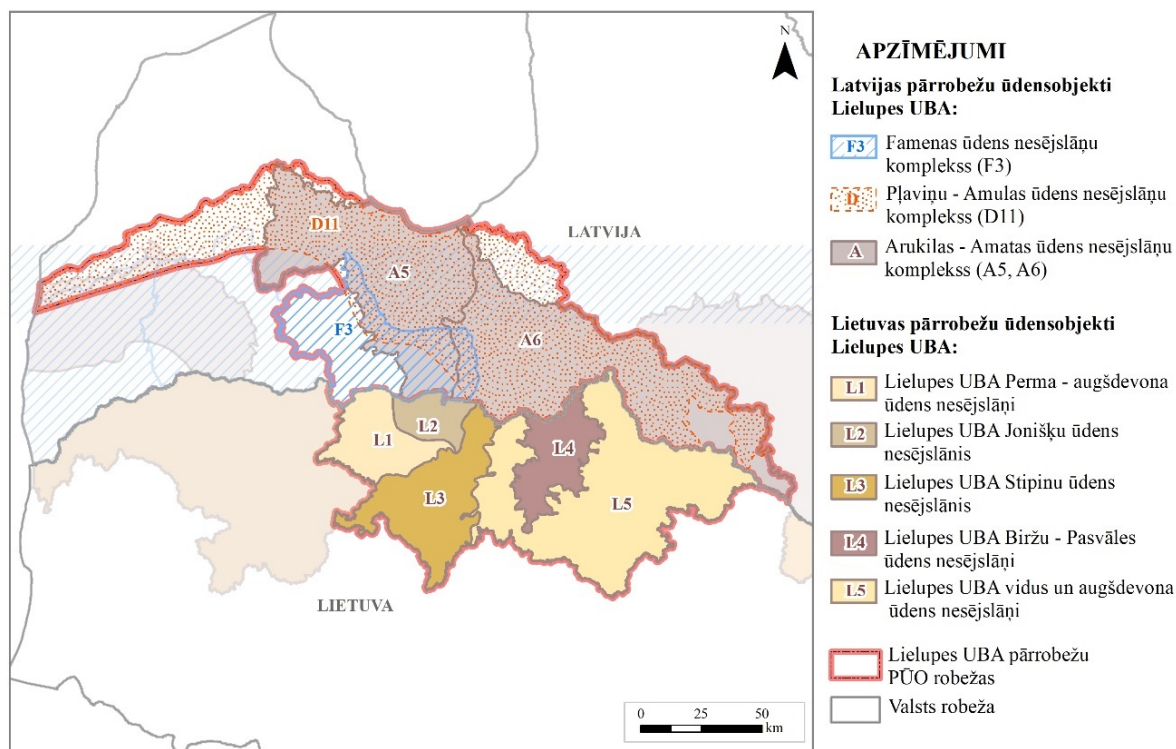 N
LATVIJA
D11
A5
A6
F3
L1
L2
L3
L4
L5
LIETUVA
0 25 50
km
APZĪMĒJUMI
Latvijas pārrobežu ūdensobjekti
Lielupes UBA:
F3 Famenas ūdens nesējslāņu
komplekss (F3)
D Pļaviņu - Amulas ūdens nesējslāņu
komplekss (D11)
A Arukilas - Amatas ūdens nesējslāņu
komplekss (A5, A6)
Lietuvas pārrobežu ūdensobjekti
Lielupes UBA:
L1 Lielupes UBA Perma - augšdevona
ūdens nesējslāņi
L2 Lielupes UBA Jonišķu ūdens
nesējslānis
L3 Lielupes UBA Stipinu ūdens
nesējslānis
L4 Lielupes UBA Biržu - Pasvāles
ūdens nesējslāņi
L5 Lielupes UBA vidus un augšdevona
ūdens nesējslāņi
Lielupes UBA pārrobežu
PŪO robežas
Valsts robeža